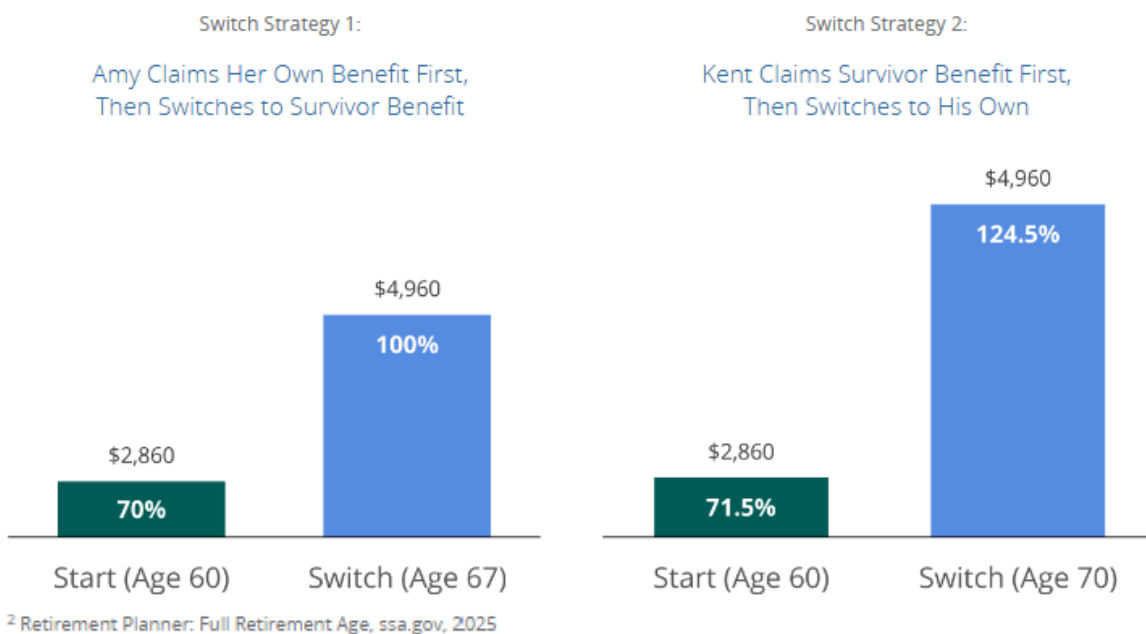 Switch Strategy 1:
Amy Claims Her Own Benefit First,
Then Switches to Survivor Benefit
$4,960
100%
$2,860
70%
Start (Age 60)
Switch (Age 67)
Switch Strategy 2:
Kent Claims Survivor Benefit First,
Then Switches to His Own
$4,960
124.5%
$2,860
71.5%
Start (Age 60)
Switch (Age 70)
² Retirement Planner: Full Retirement Age, ssa.gov, 2025